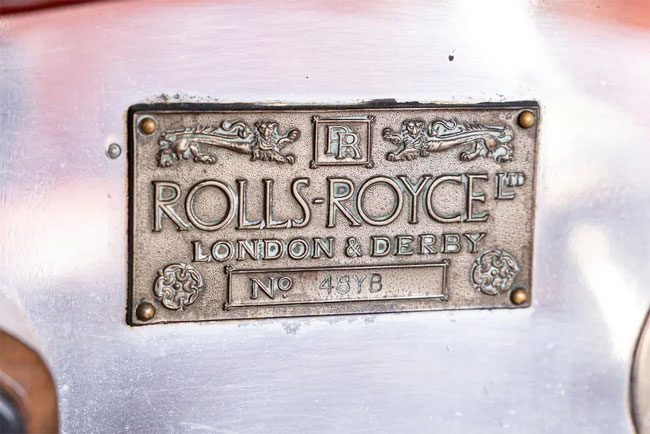 RR
ROLLS-ROYCE LTD
LONDON & DERBY
No 48YB